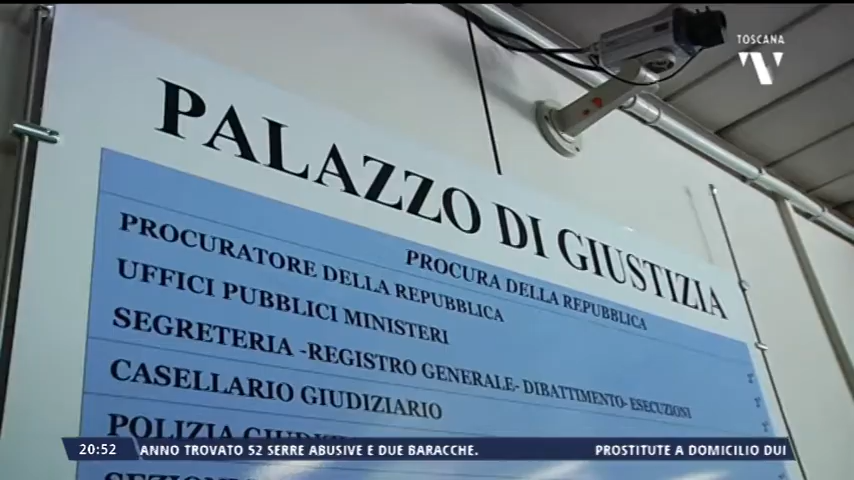 TOSCANA
PALAZZO DI GIUSTIZIA
PROCURA DELLA REPUBBLICA
PROCURATORE DELLA REPUBBLICA
UFFICI PUBBLICI MINISTERI
SEGRETERIA -REGISTRO GENERALE- DIBATTIMENTO- ESECUZIONI
CASELLARIO GIUDIZIARIO
POLIZIA
20:52 ANNO TROVATO 52 SERRE ABUSIVE E DUE BARACCHE. PROSTITUTE A DOMICILIO DUI